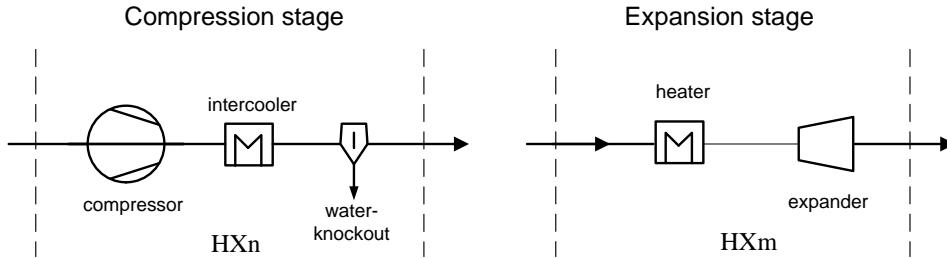 Compression stage
Expansion stage
intercooler
heater
compressor
water-
knockout
expander
HXn
HXm